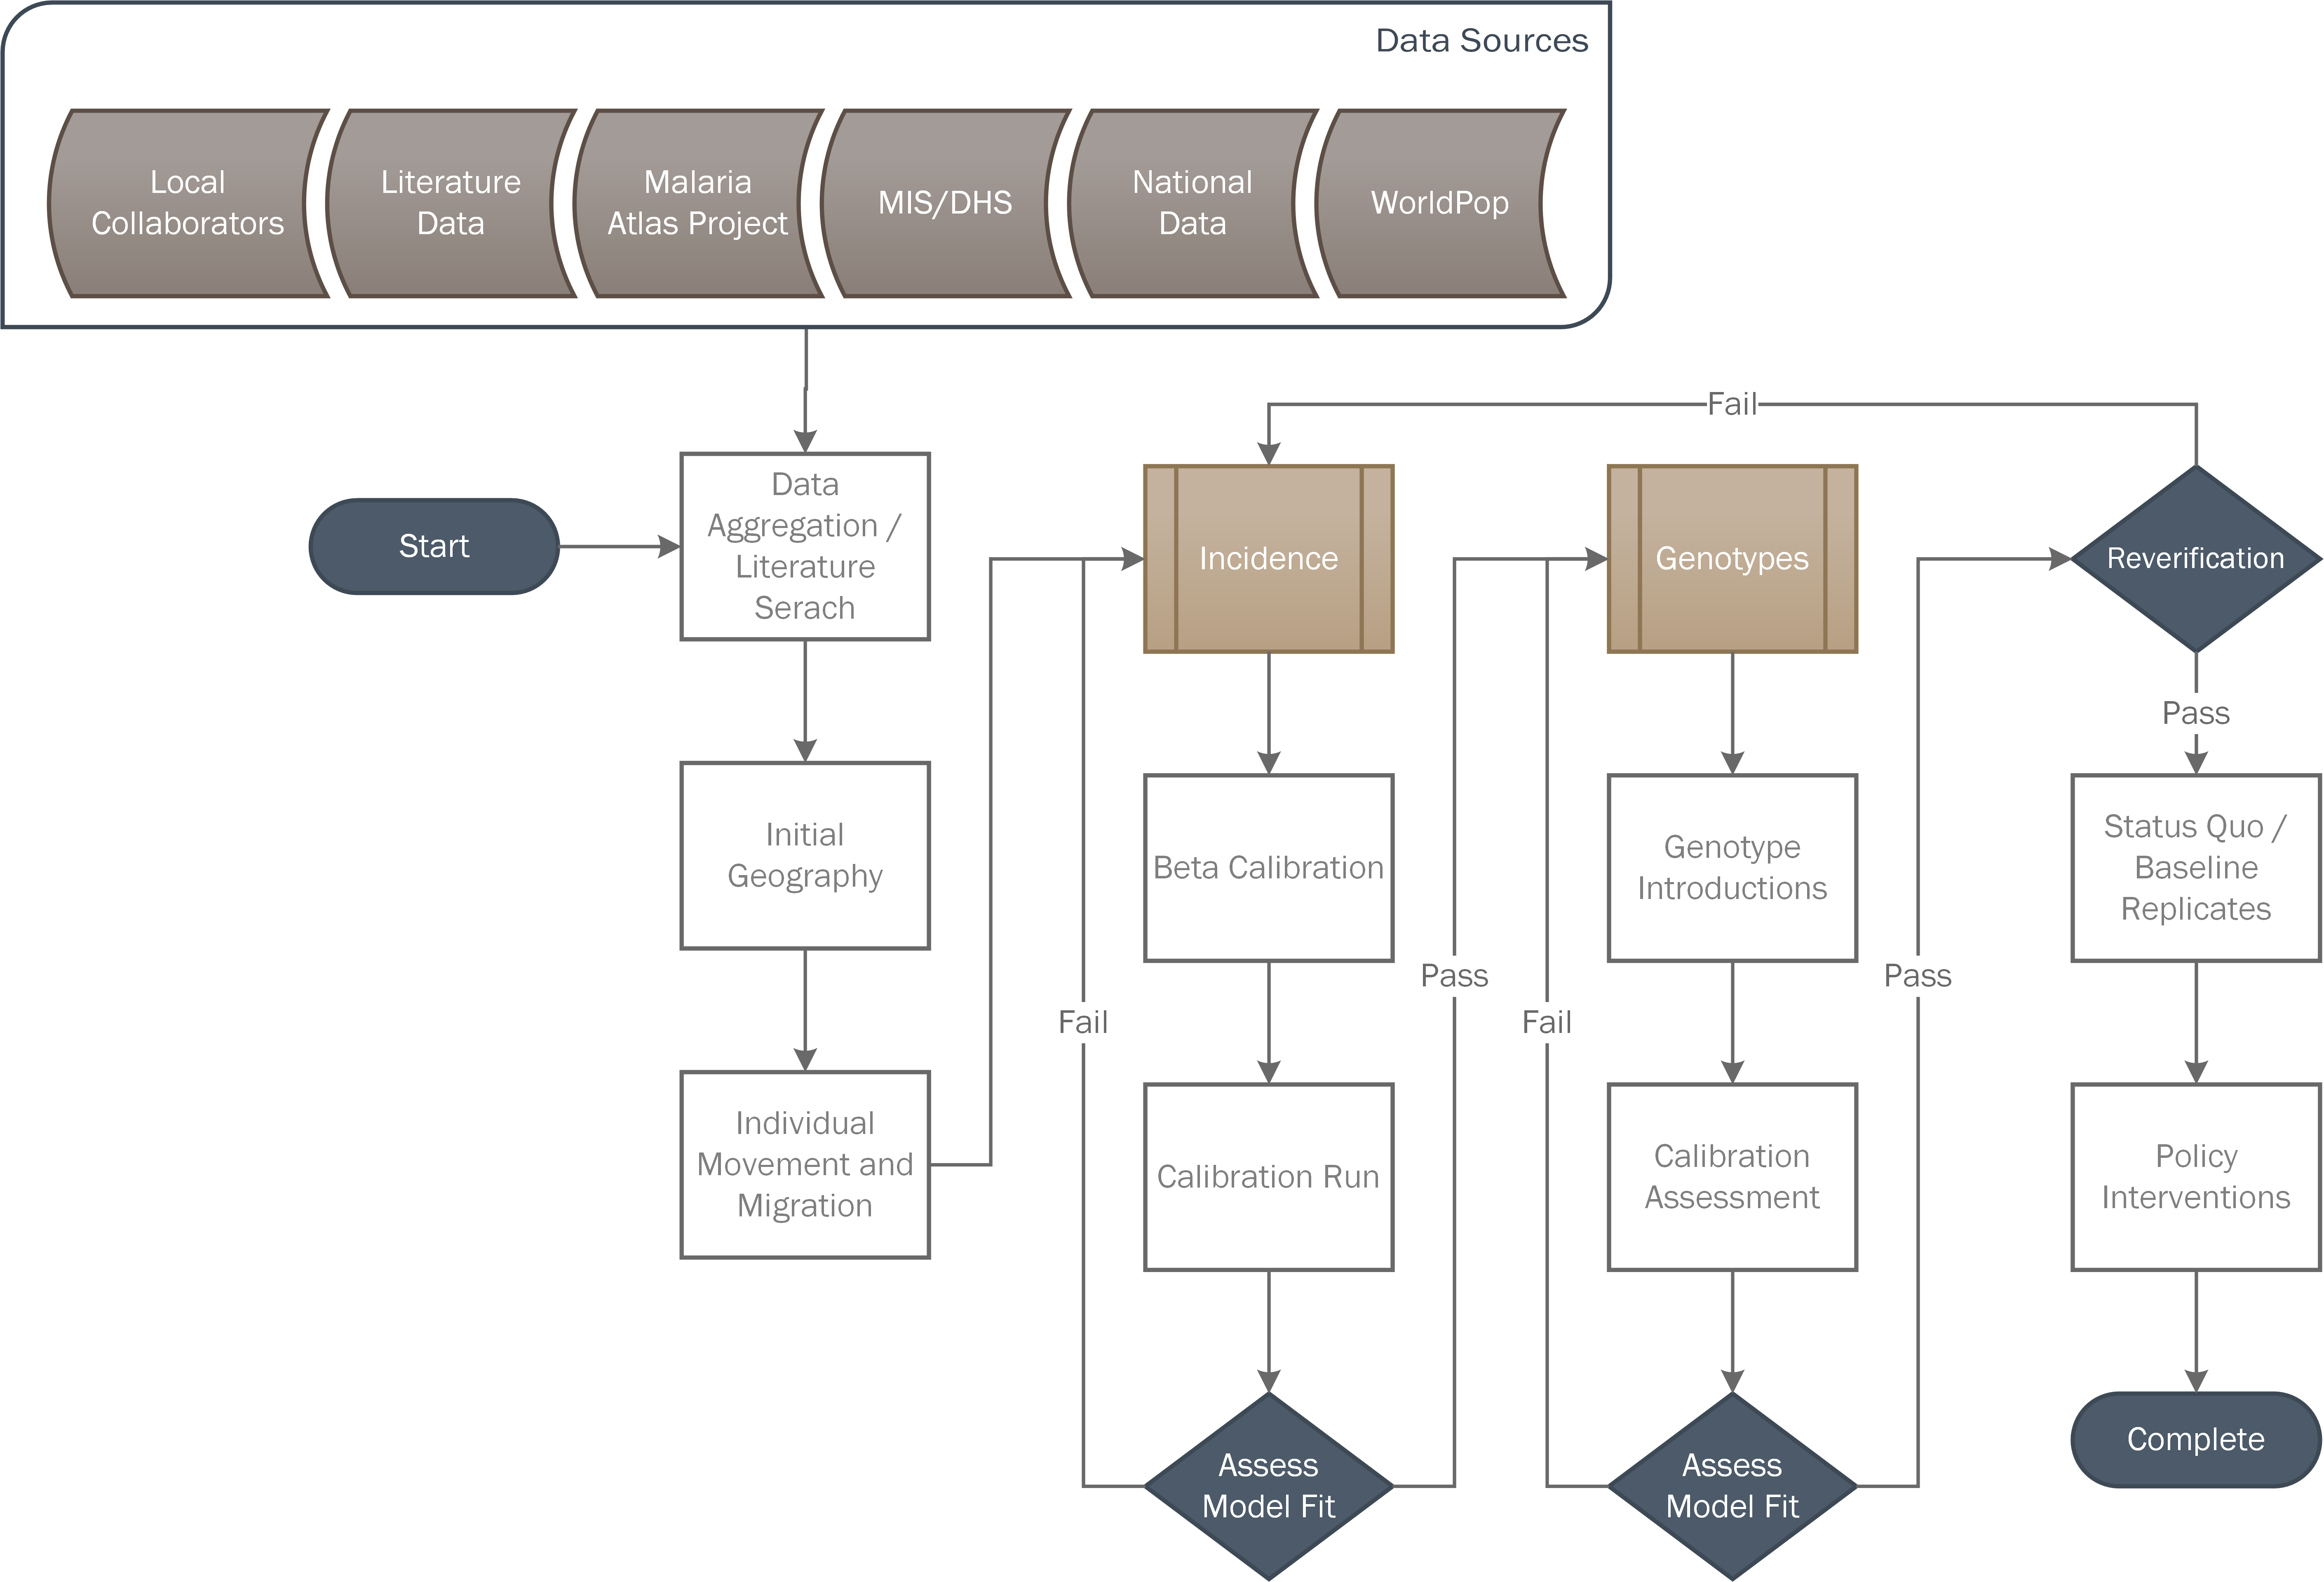 Data Sources
Local
Collaborators
Literature
Data
Malaria
Atlas Project
MIS/DHS
National
Data
WorldPop
Start
Data
Aggregation /
Literature
Serach
Initial
Geography
Individual
Movement and
Migration
Fail
Incidence
Beta Calibration
Calibration Run
Assess
Model Fit
Fail
Pass
Genotypes
Genotype
Introductions
Calibration
Assessment
Assess
Model Fit
Fail
Pass
Reverification
Pass
Status Quo /
Baseline
Replicates
Policy
Interventions
Complete